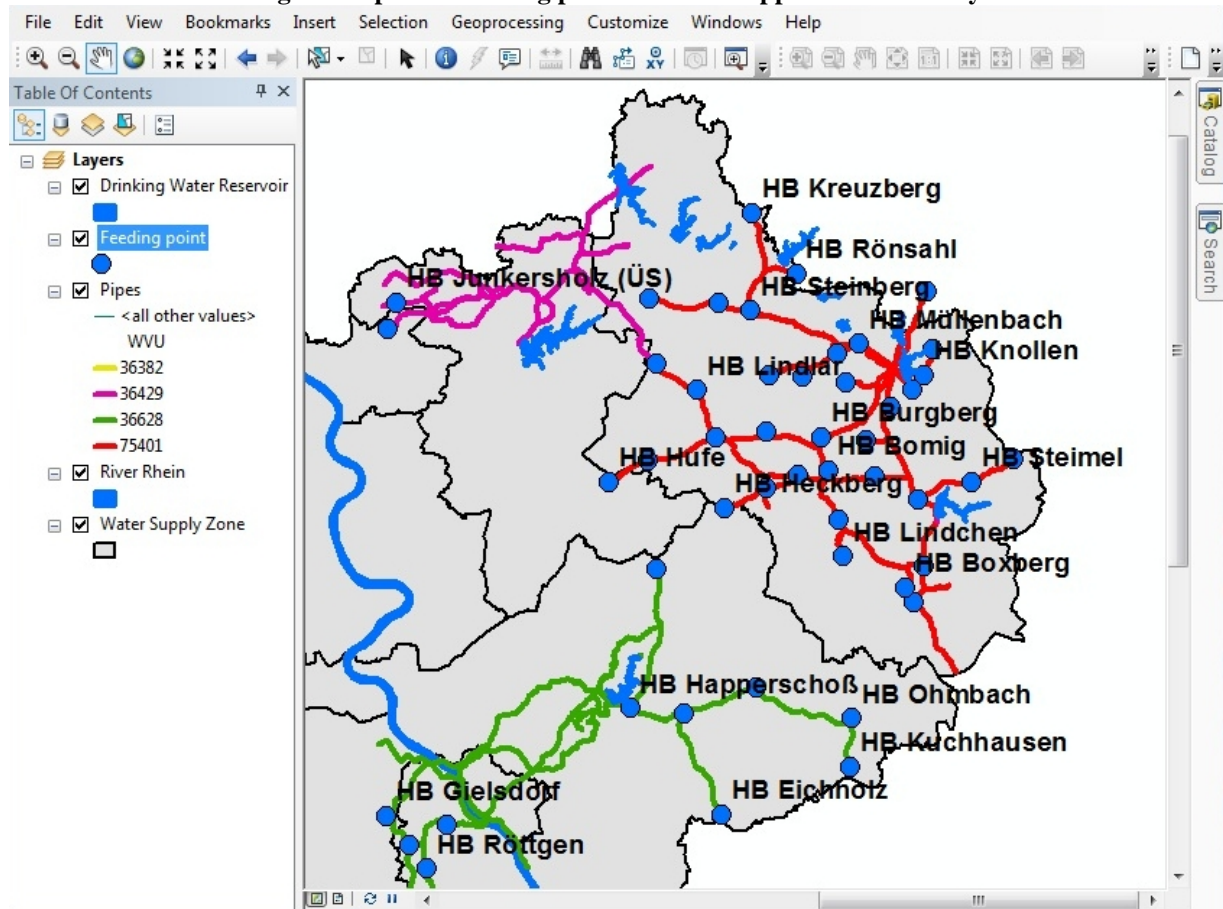 File Edit View Bookmarks Insert Selection Geoprocessing Customize Windows Help
Table Of Contents
Layers
Drinking Water Reservoir
Feeding point
Pipes
<all other values>
WVU
36382
36429
36628
75401
River Rhein
Water Supply Zone
HB Kreuzberg
HB Rönsahl
HB Junkersholz (ÜS)
HB Steinberg
HB Müllenbach
HB Knollen
HB Lindlar
HB Burgberg
HB Bomig
HB Hufe
HB Steimel
HB Heckberg
HB Lindchen
HB Boxberg
HB Happerschoß
HB Ohmbach
HB Kuchhausen
HB Eichholz
HB Gielsdorf
HB Röttgen
Catalog
Search